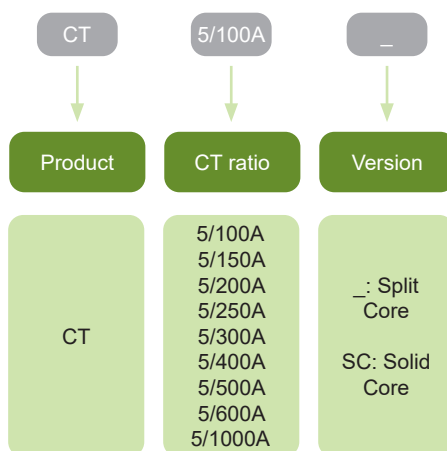 CT 5/100A _
Product CT ratio Version
CT
5/100A
5/150A
5/200A
5/250A
5/300A
5/400A
5/500A
5/600A
5/1000A
_: Split
Core
SC: Solid
Core